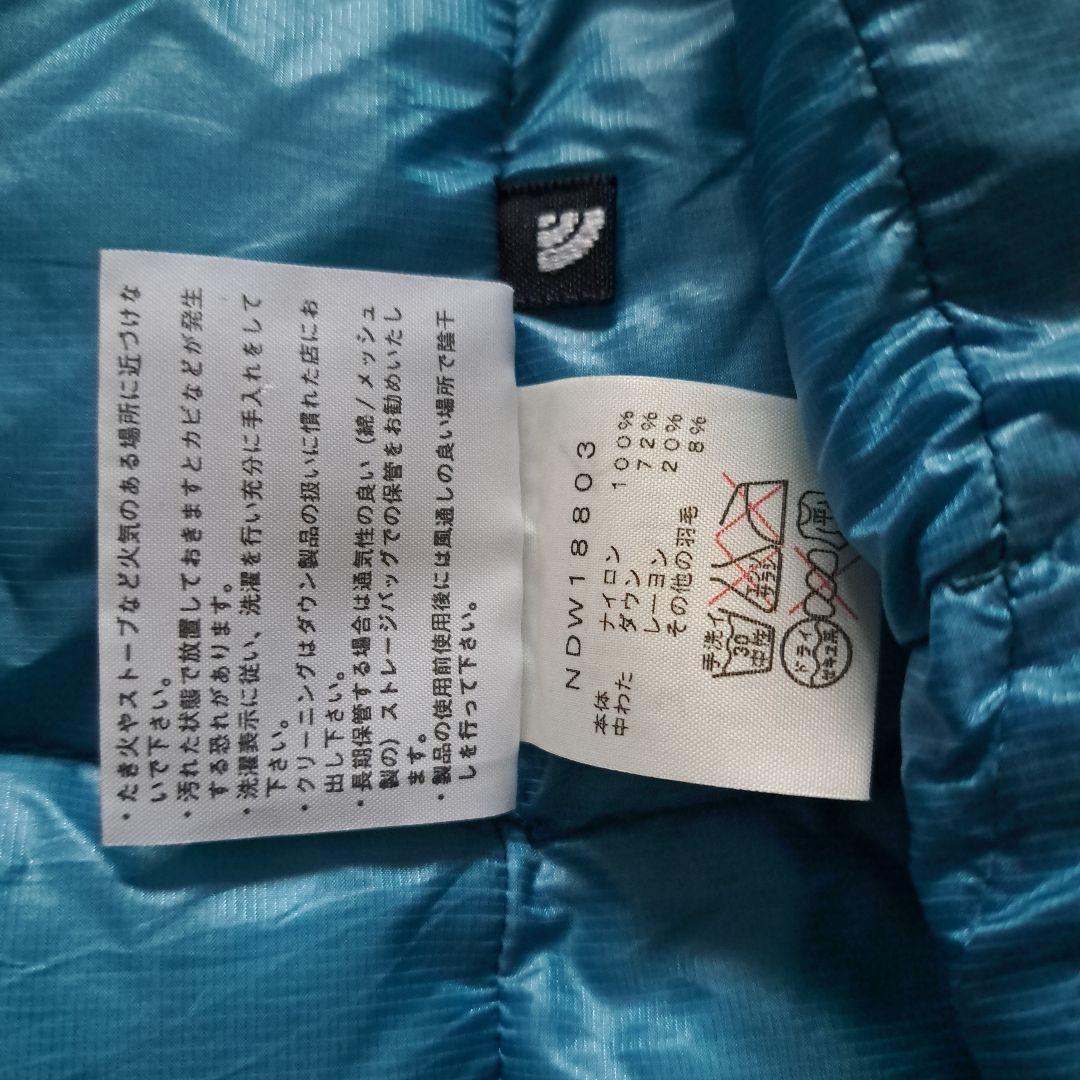 ・たき火やストーブなど火気のある場所に近づけな
いで下さい。
・汚れた状態で放置しておきますとカビなどが発生
する恐れがあります。
・洗濯表示に従い、洗濯を行い充分に手入れをして
下さい。
・クリーニングはダウン製品の扱いに慣れた店にお
出し下さい。
・長期保管する場合は通気性の良い(綿/メッシュ
製の)ストレージバッグでの保管をお勧めいたし
ます。
・製品の使用前使用後には風通しの良い場所で陰干
しを行って下さい。
NDW18803
本体 ナイロン 100%
中わた ダウン 72%
レーヨン 20%
その他の羽毛 8%
手洗イ
30
中性
エンソ
サラシ
ドライ
セキユ系
平